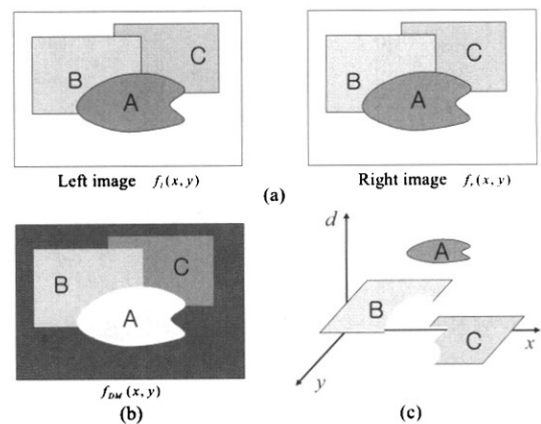 B
C
A
B
C
A
Left image f_l(x, y)
Right image f_r(x, y)
(a)
B
C
A
f_DM(x, y)
(b)
d
A
B
C
x
y
(c)